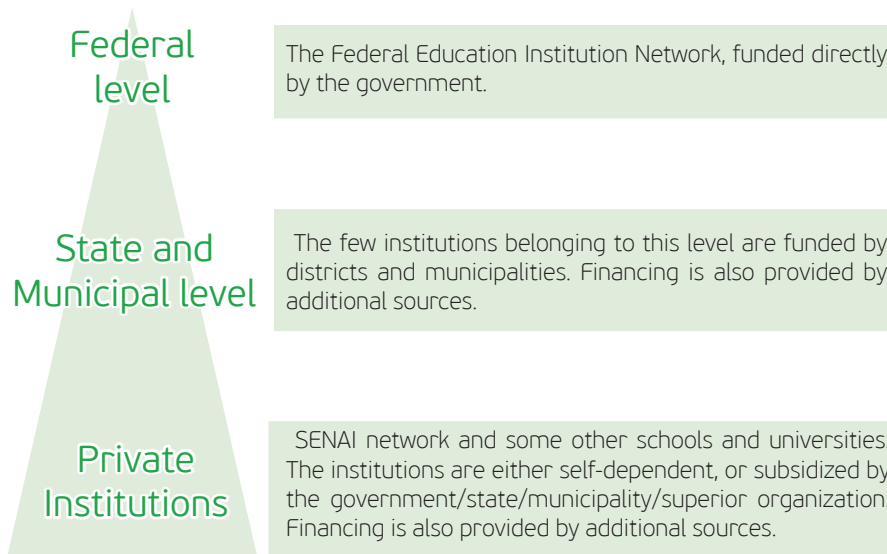 Federal
level
The Federal Education Institution Network, funded directly
by the government.
State and
Municipal level
The few institutions belonging to this level are funded by
districts and municipalities. Financing is also provided by
additional sources.
Private
Institutions
SENAI network and some other schools and universities.
The institutions are either self-dependent, or subsidized by
the government/state/municipality/superior organization.
Financing is also provided by additional sources.